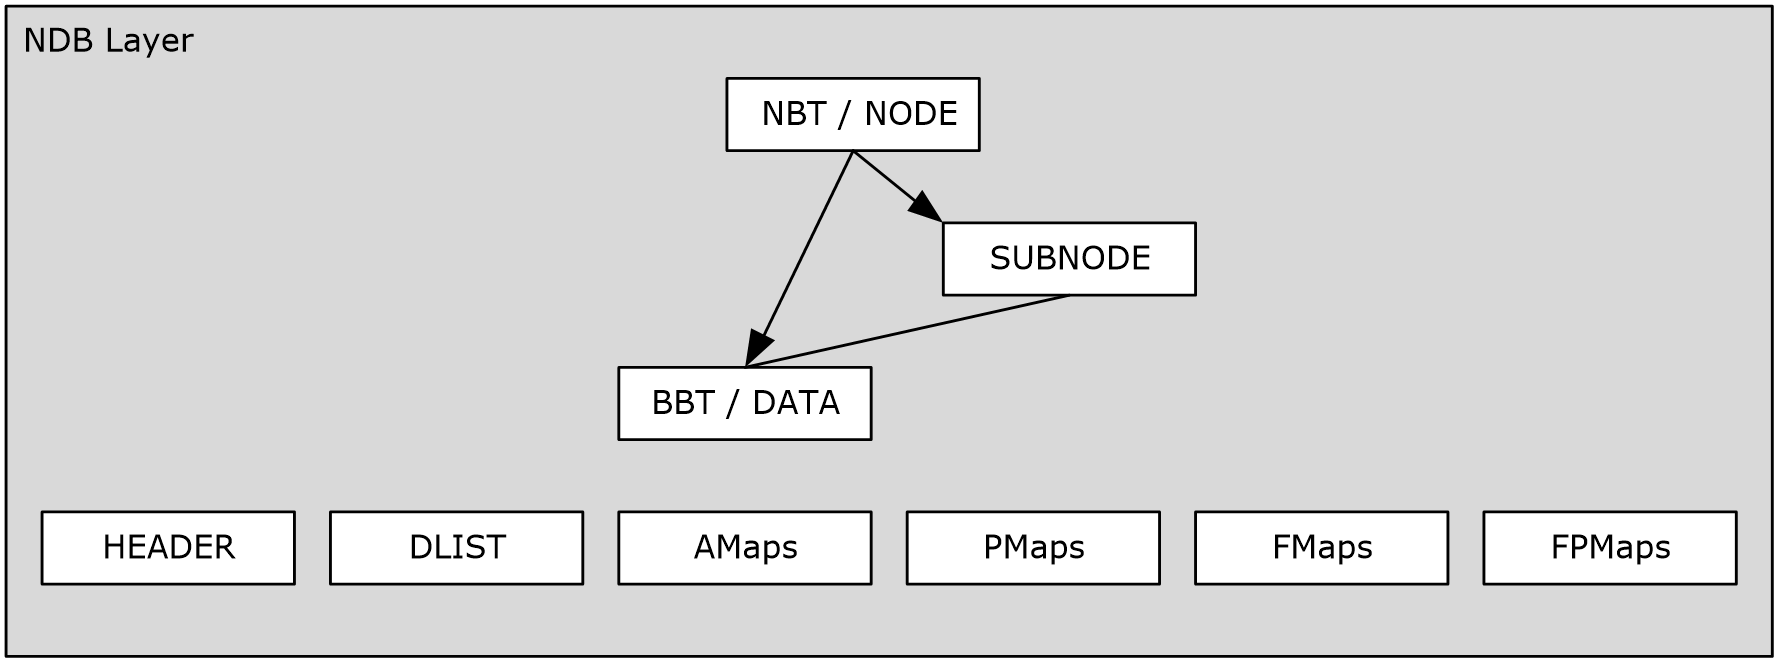 NDB Layer
NBT / NODE
SUBNODE
BBT / DATA
HEADER
DLIST
AMaps
PMaps
FMaps
FPMaps